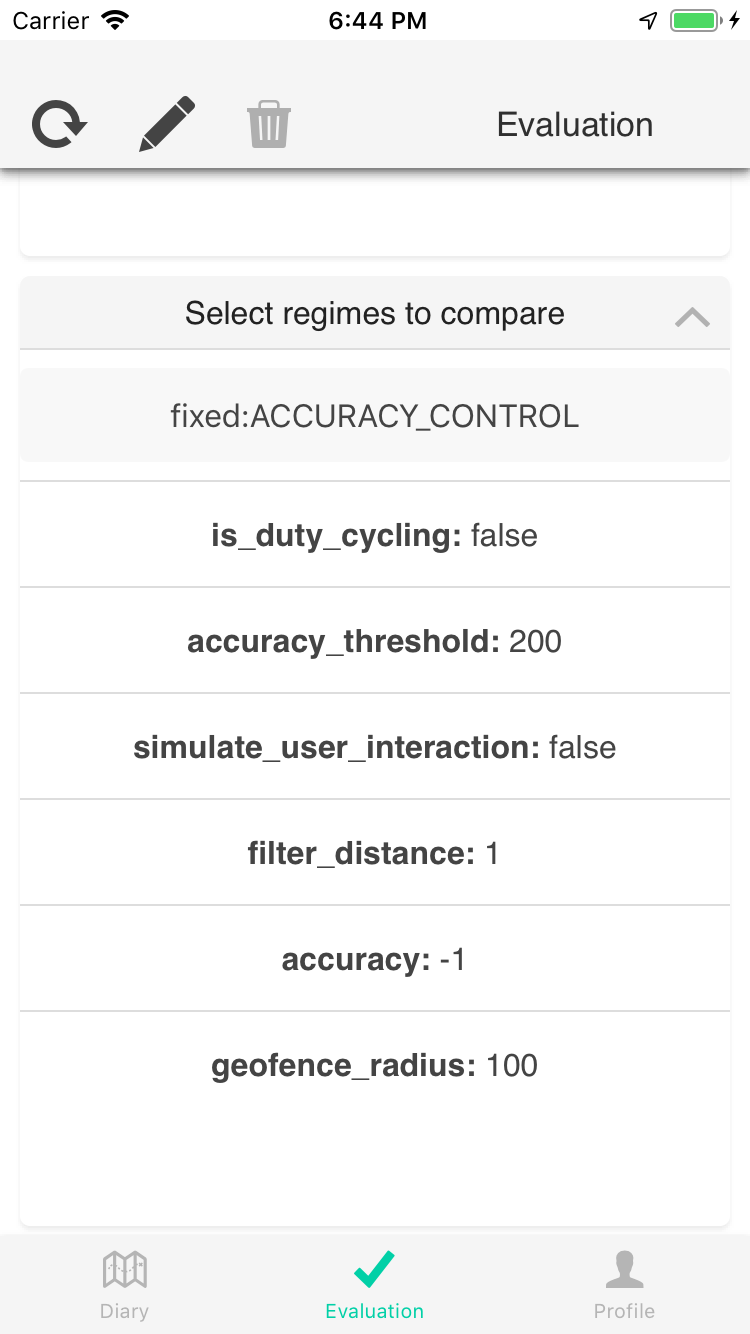 Carrier 6:44 PM
Evaluation
Select regimes to compare
fixed:ACCURACY_CONTROL
is_duty_cycling: false
accuracy_threshold: 200
simulate_user_interaction: false
filter_distance: 1
accuracy: -1
geofence_radius: 100
Diary Evaluation Profile